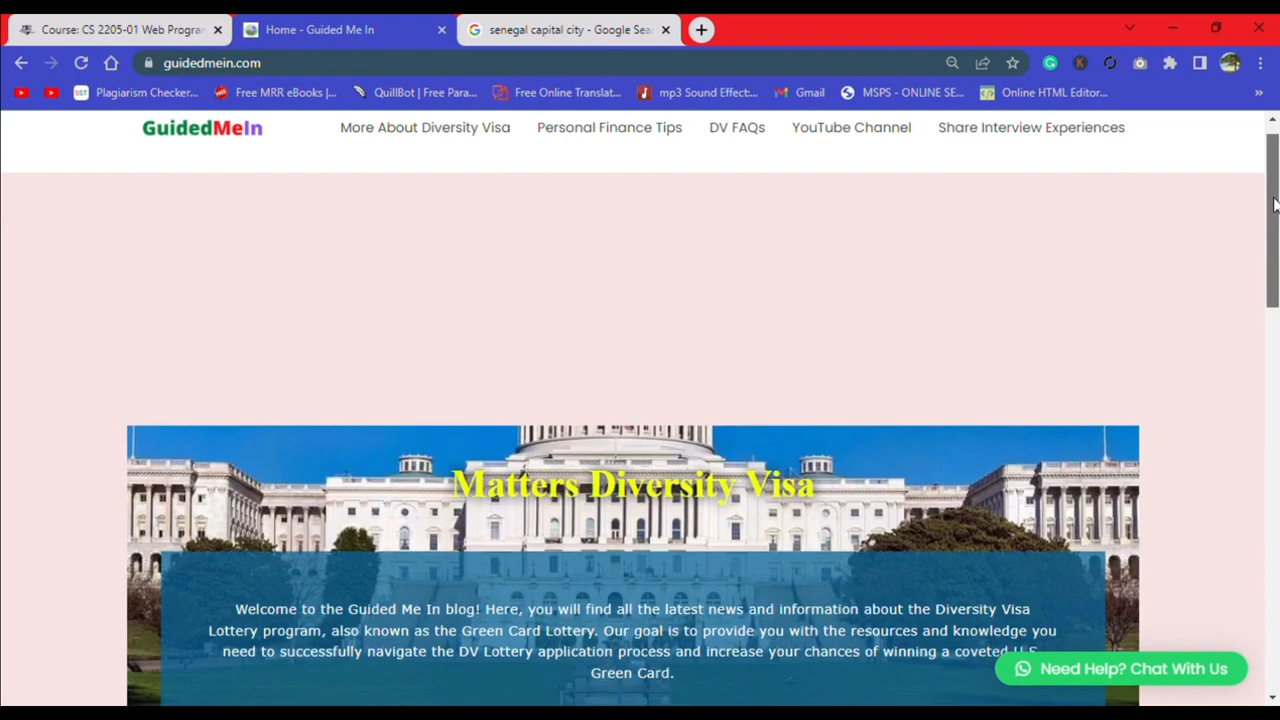 Course: CS 2205-01 Web Progra
Home - Guided Me In
senegal capital city - Google Sea
guidedmein.com
Plagiarism Checker...
Free MRR eBooks |...
QuillBot | Free Para...
Free Online Translat...
mp3 Sound Effect:...
Gmail
MSPS - ONLINE SE...
Online HTML Editor...
GuidedMeIn
More About Diversity Visa
Personal Finance Tips
DV FAQs
YouTube Channel
Share Interview Experiences
Matters Diversity Visa
Welcome to the Guided Me In blog! Here, you will find all the latest news and information about the Diversity Visa
Lottery program, also known as the Green Card Lottery. Our goal is to provide you with the resources and knowledge you
need to successfully navigate the DV Lottery application process and increase your chances of winning a coveted U.S.
Green Card.
Need Help? Chat With Us